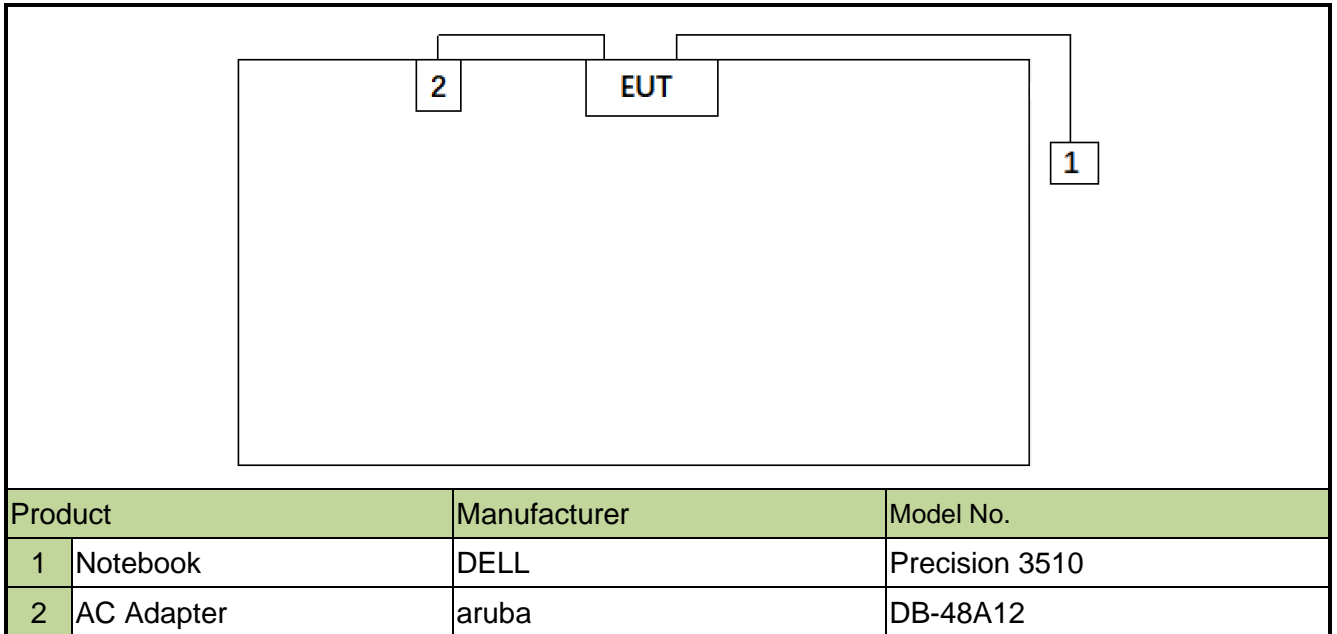 2 EUT
1
Product Manufacturer Model No.
1 Notebook DELL Precision 3510
2 AC Adapter aruba DB-48A12